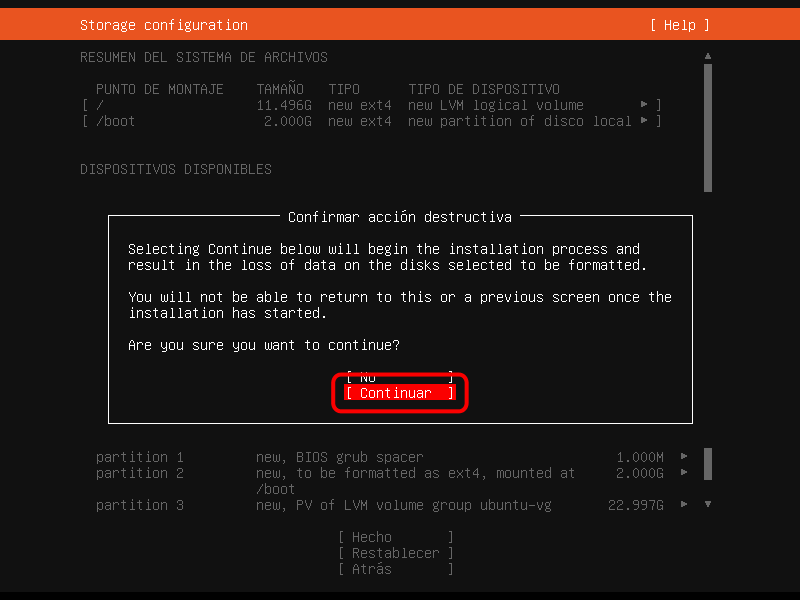 Storage configuration [ Help ]
RESUMEN DEL SISTEMA DE ARCHIVOS
PUNTO DE MONTAJE TAMAÑO TIPO TIPO DE DISPOSITIVO
[ / 11.496G new ext4 new LVM logical volume ▸ ]
[ /boot 2.000G new ext4 new partition of disco local ▸ ]
DISPOSITIVOS DISPONIBLES
Confirmar acción destructiva
Selecting Continue below will begin the installation process and
result in the loss of data on the disks selected to be formatted.
You will not be able to return to this or a previous screen once the
installation has started.
Are you sure you want to continue?
[ No ]
[ Continuar ]
partition 1 new, BIOS grub spacer 1.000M ▸
partition 2 new, to be formatted as ext4, mounted at 2.000G ▸
/boot
partition 3 new, PV of LVM volume group ubuntu-vg 22.997G ▸
[ Hecho ]
[ Restablecer ]
[ Atrás ]